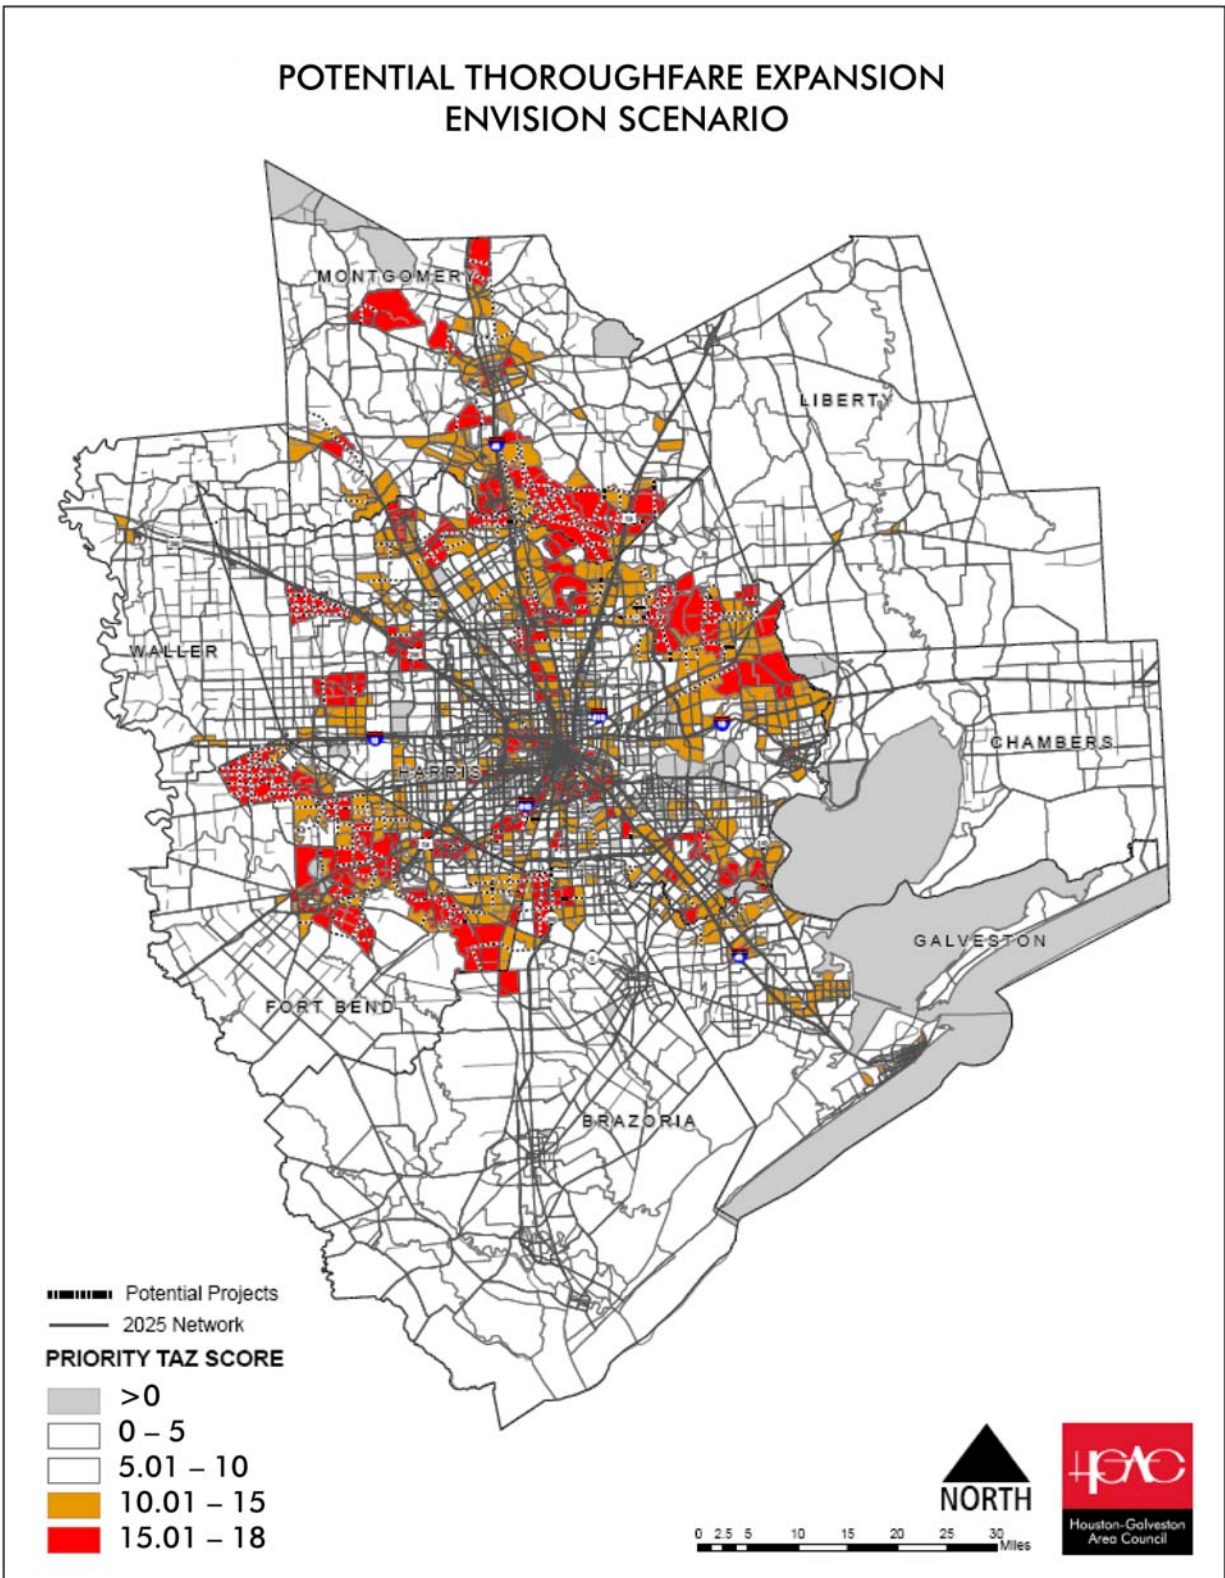 POTENTIAL THOROUGHFARE EXPANSION
ENVISION SCENARIO
MONTGOMERY
LIBERTY
WALLER
HARRIS
CHAMBERS
GALVESTON
FORT BEND
BRAZORIA
Potential Projects
2025 Network
PRIORITY TAZ SCORE
>0
0 – 5
5.01 – 10
10.01 – 15
15.01 – 18
NORTH
0 2.5 5 10 15 20 25 30
Miles
HGAC
Houston-Galveston
Area Council